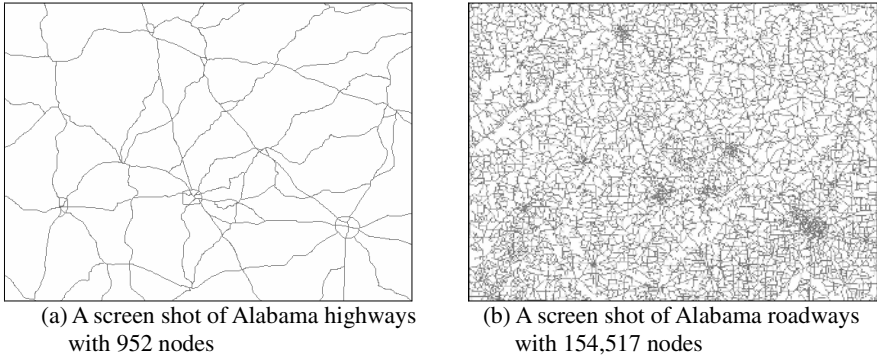 (a) A screen shot of Alabama highways
with 952 nodes
(b) A screen shot of Alabama roadways
with 154,517 nodes